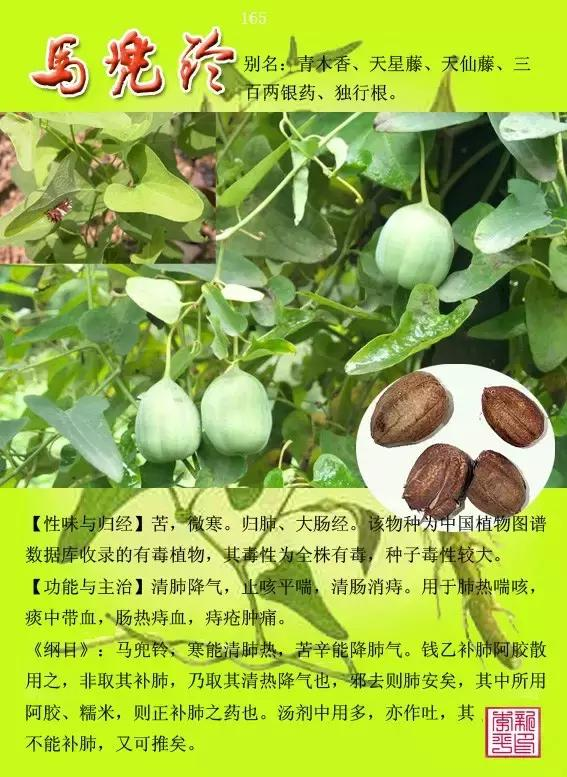 165
马兜铃
别名：青木香、天星藤、天仙藤、三
百两银药、独行根。
【性味与归经】苦，微寒。归肺、大肠经。该物种为中国植物图谱
数据库收录的有毒植物，其毒性为全株有毒，种子毒性较大。
【功能与主治】清肺降气，止咳平喘，清肠消痔。用于肺热喘咳，
痰中带血，肠热痔血，痔疮肿痛。
《纲目》：马兜铃，寒能清肺热，苦辛能降肺气。钱乙补肺阿胶散
用之，非取其补肺，乃取其清热降气也，邪去则肺安矣，其中所用
阿胶、糯米，则正补肺之药也。汤剂中用多，亦作吐，其
不能补肺，又可推矣。